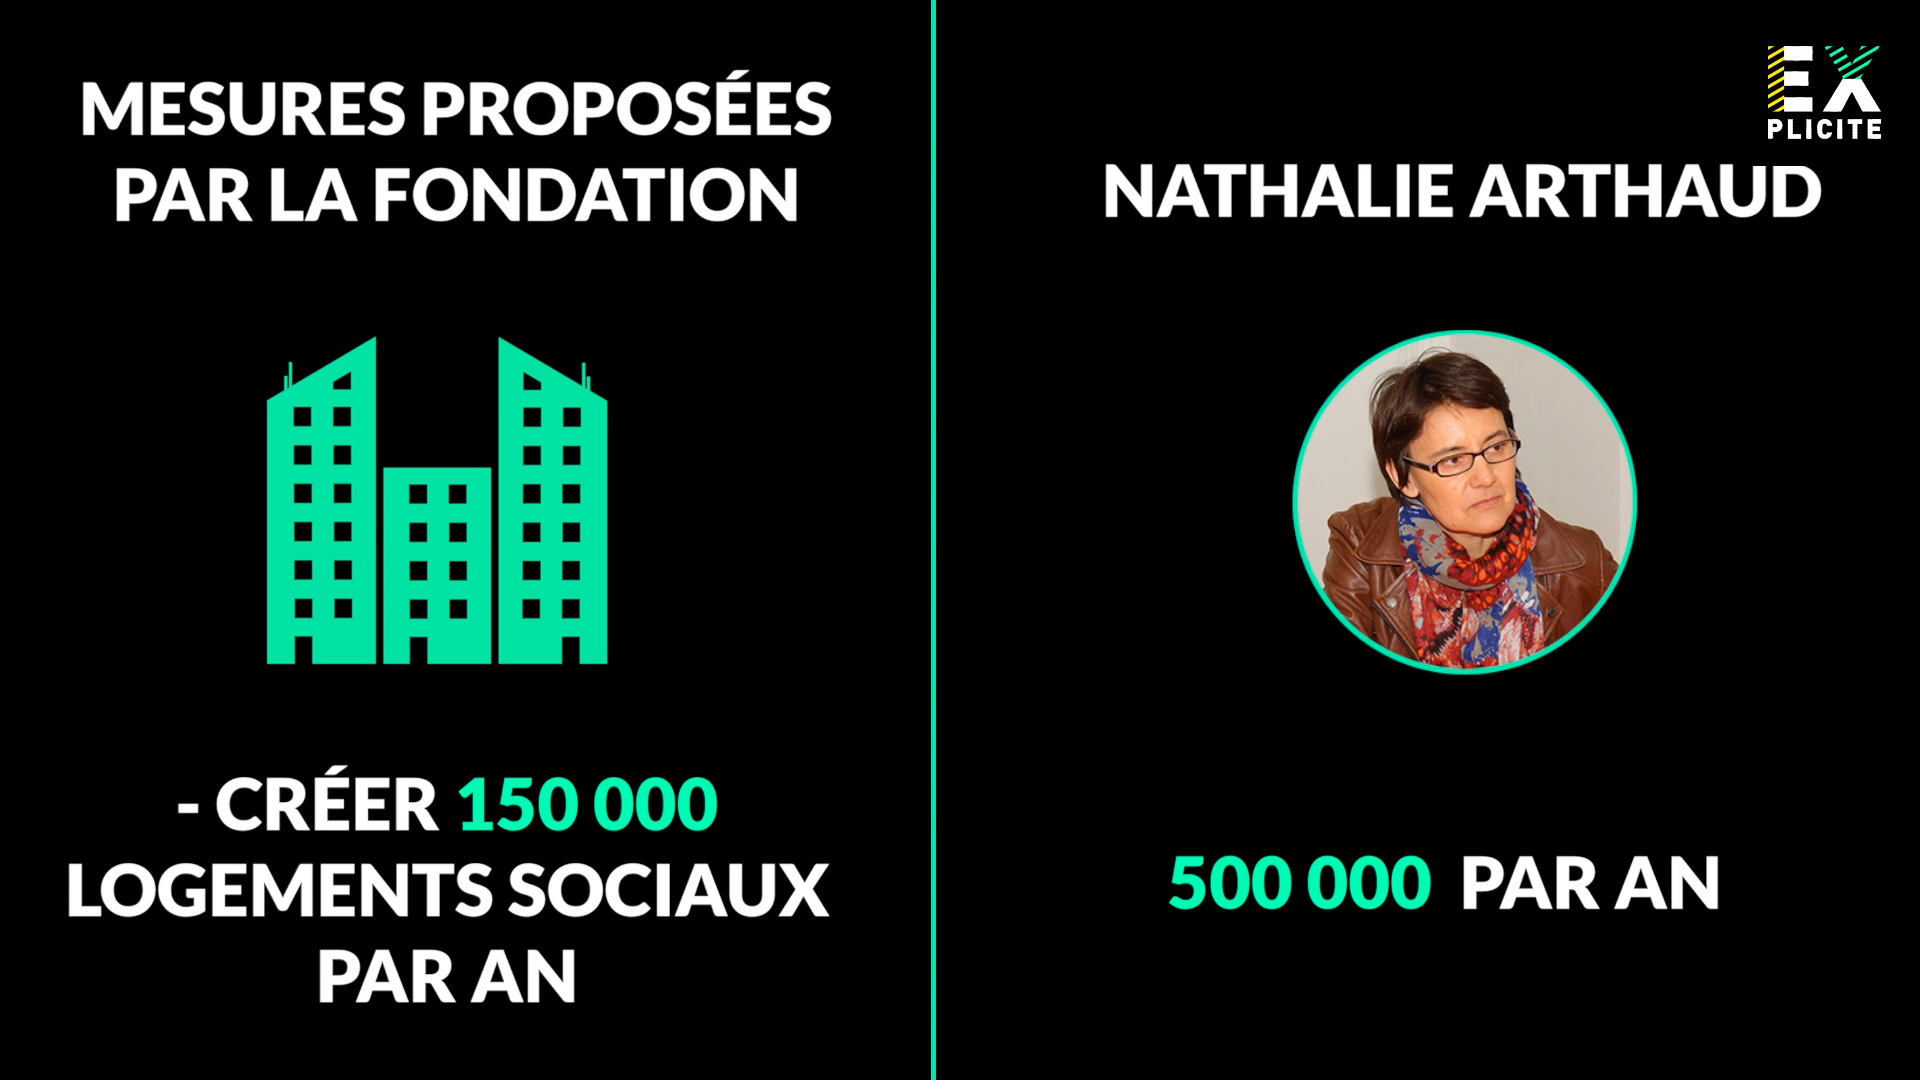 MESURES PROPOSÉES
PAR LA FONDATION
- CRÉER 150 000
LOGEMENTS SOCIAUX
PAR AN
EX
PLICITE
NATHALIE ARTHAUD
500 000 PAR AN